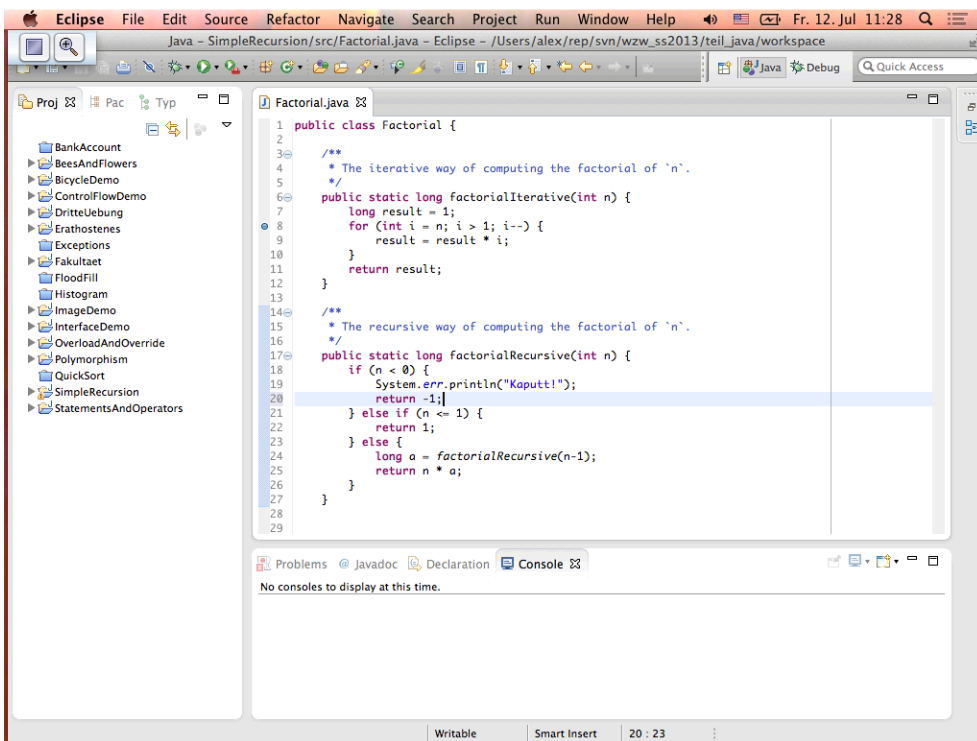 Eclipse File Edit Source Refactor Navigate Search Project Run Window Help Fr. 12. Jul 11:28
Java – SimpleRecursion/src/Factorial.java – Eclipse – /Users/alex/rep/svn/wzw_ss2013/teil_java/workspace
Java Debug Quick Access
Proj Pac Typ
BankAccount
BeesAndFlowers
BicycleDemo
ControlFlowDemo
DritteUebung
Erathostenes
Exceptions
Fakultaet
FloodFill
Histogram
ImageDemo
InterfaceDemo
OverloadAndOverride
Polymorphism
QuickSort
SimpleRecursion
StatementsAndOperators
Factorial.java
1 public class Factorial {
2
3 /**
4 * The iterative way of computing the factorial of `n`.
5 */
6 public static long factorialIterative(int n) {
7 long result = 1;
8 for (int i = n; i > 1; i--) {
9 result = result * i;
10 }
11 return result;
12 }
13
14 /**
15 * The recursive way of computing the factorial of `n`.
16 */
17 public static long factorialRecursive(int n) {
18 if (n < 0) {
19 System.err.println("Kaputt!");
20 return -1;
21 } else if (n <= 1) {
22 return 1;
23 } else {
24 long a = factorialRecursive(n-1);
25 return n * a;
26 }
27 }
28
29
Problems @ Javadoc Declaration Console
No consoles to display at this time.
Writable Smart Insert 20 : 23